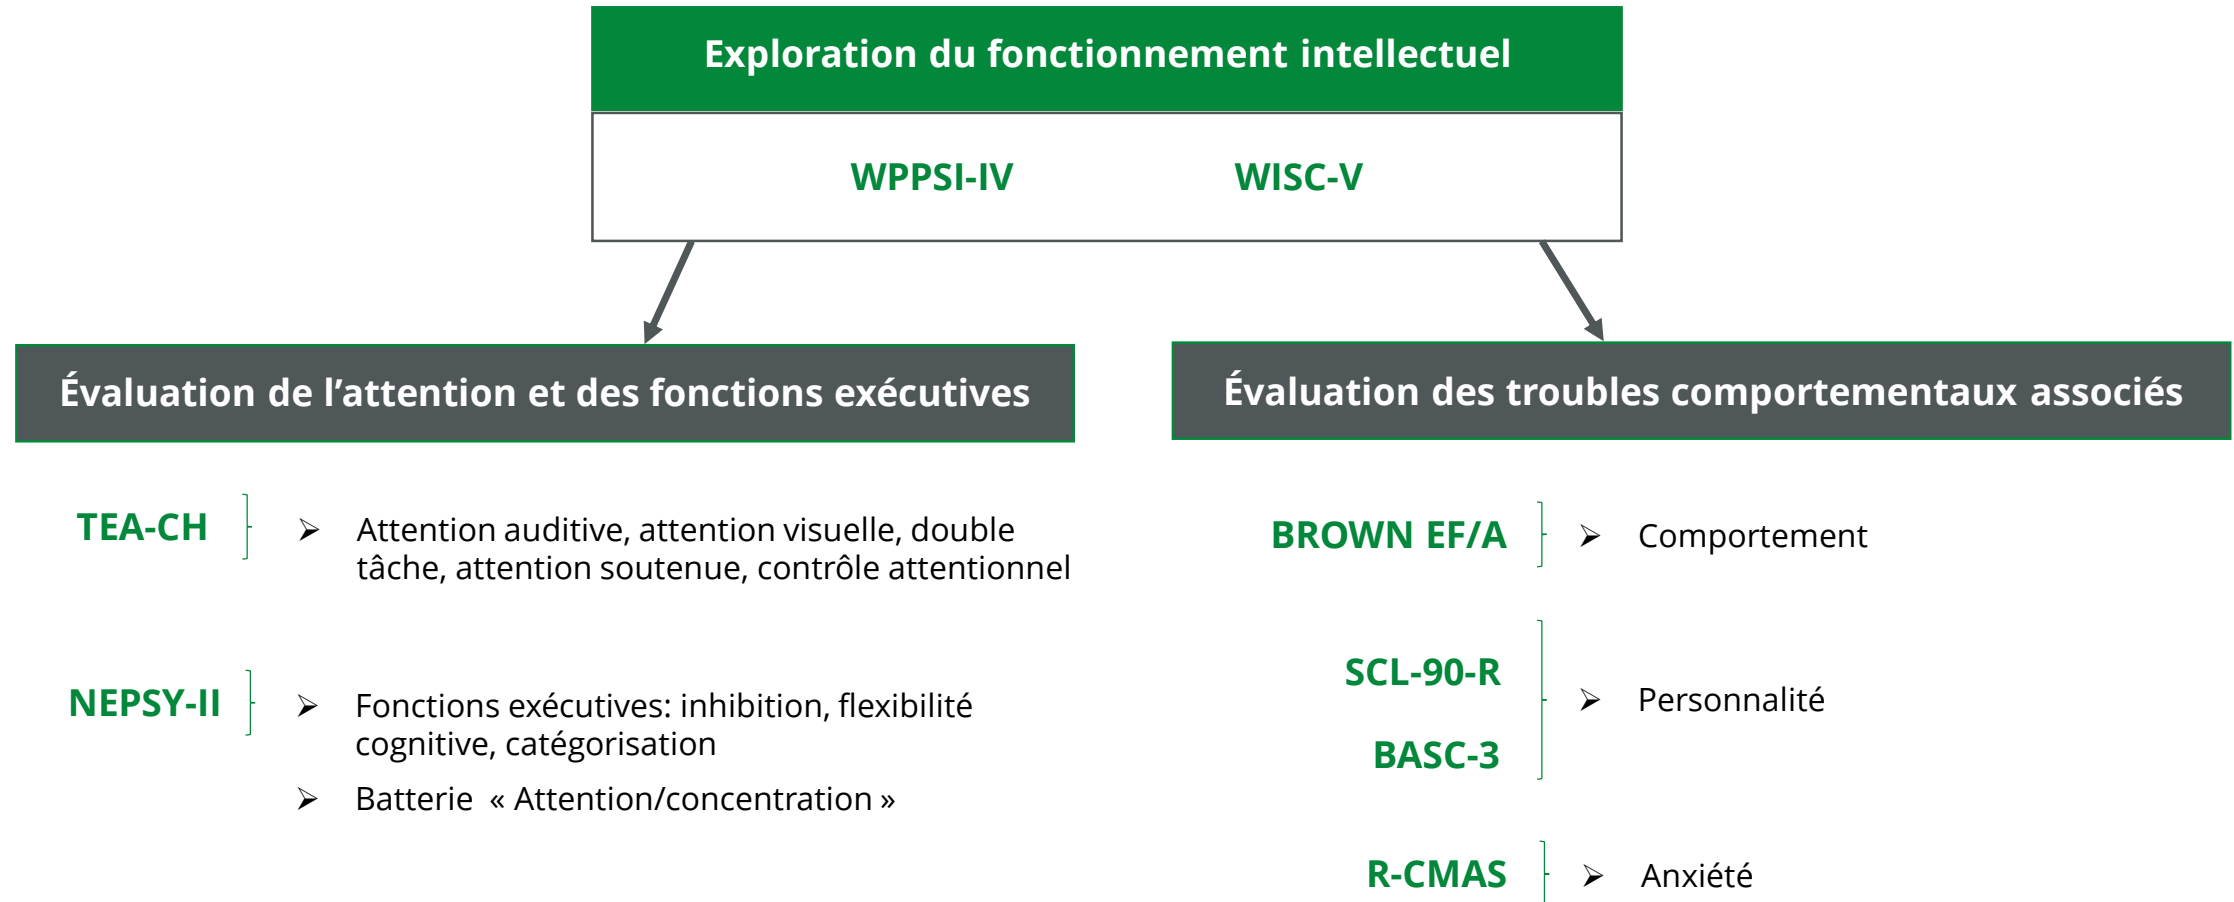 Exploration du fonctionnement intellectuel
WPPSI-IV WISC-V
Évaluation de l’attention et des fonctions exécutives
TEA-CH
➢ Attention auditive, attention visuelle, double
tâche, attention soutenue, contrôle attentionnel
NEPSY-II
➢ Fonctions exécutives: inhibition, flexibilité
cognitive, catégorisation
➢ Batterie « Attention/concentration »
Évaluation des troubles comportementaux associés
BROWN EF/A
➢ Comportement
SCL-90-R
BASC-3
➢ Personnalité
R-CMAS
➢ Anxiété